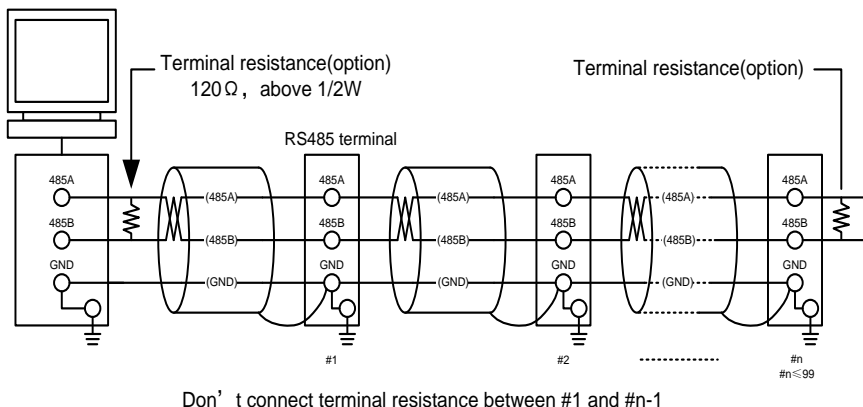 Terminal resistance(option)
120Ω, above 1/2W
Terminal resistance(option)
RS485 terminal
485A
(485A)
485A
(485A)
485A
(485A)
485A
485B
(485B)
485B
(485B)
485B
(485B)
485B
GND
(GND)
GND
(GND)
GND
(GND)
GND
#1
#2
#n
#n≤99
Don't connect terminal resistance between #1 and #n-1